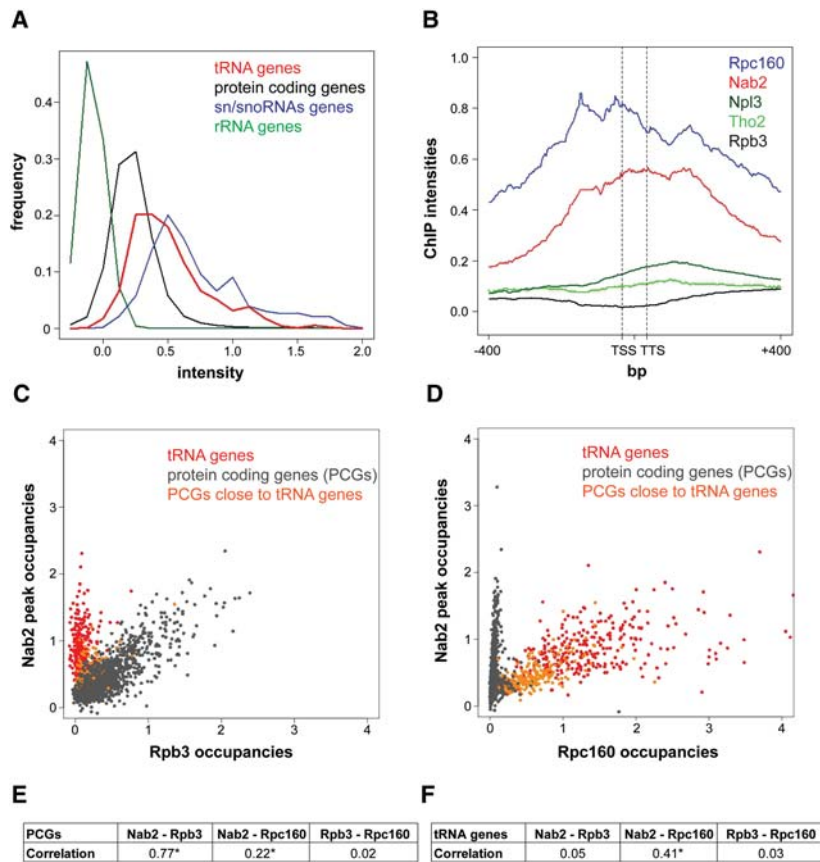 A
tRNA genes
protein coding genes
sn/snoRNAs genes
rRNA genes
frequency
0.4
0.3
0.2
0.1
0
0.0 0.5 1.0 1.5 2.0
intensity
B
Rpc160
Nab2
Npl3
Tho2
Rpb3
ChIP intensities
1.0
0.8
0.6
0.4
0.2
0.0
-400 TSS TTS +400
bp
C
tRNA genes
protein coding genes (PCGs)
PCGs close to tRNA genes
Nab2 peak occupancies
4
3
2
1
0
0 1 2 3 4
Rpb3 occupancies
D
tRNA genes
protein coding genes (PCGs)
PCGs close to tRNA genes
Nab2 peak occupancies
4
3
2
1
0
0 1 2 3 4
Rpc160 occupancies
E
PCGs Nab2 - Rpb3 Nab2 - Rpc160 Rpb3 - Rpc160
Correlation 0.77* 0.22* 0.02
F
tRNA genes Nab2 - Rpb3 Nab2 - Rpc160 Rpb3 - Rpc160
Correlation 0.05 0.41* 0.03